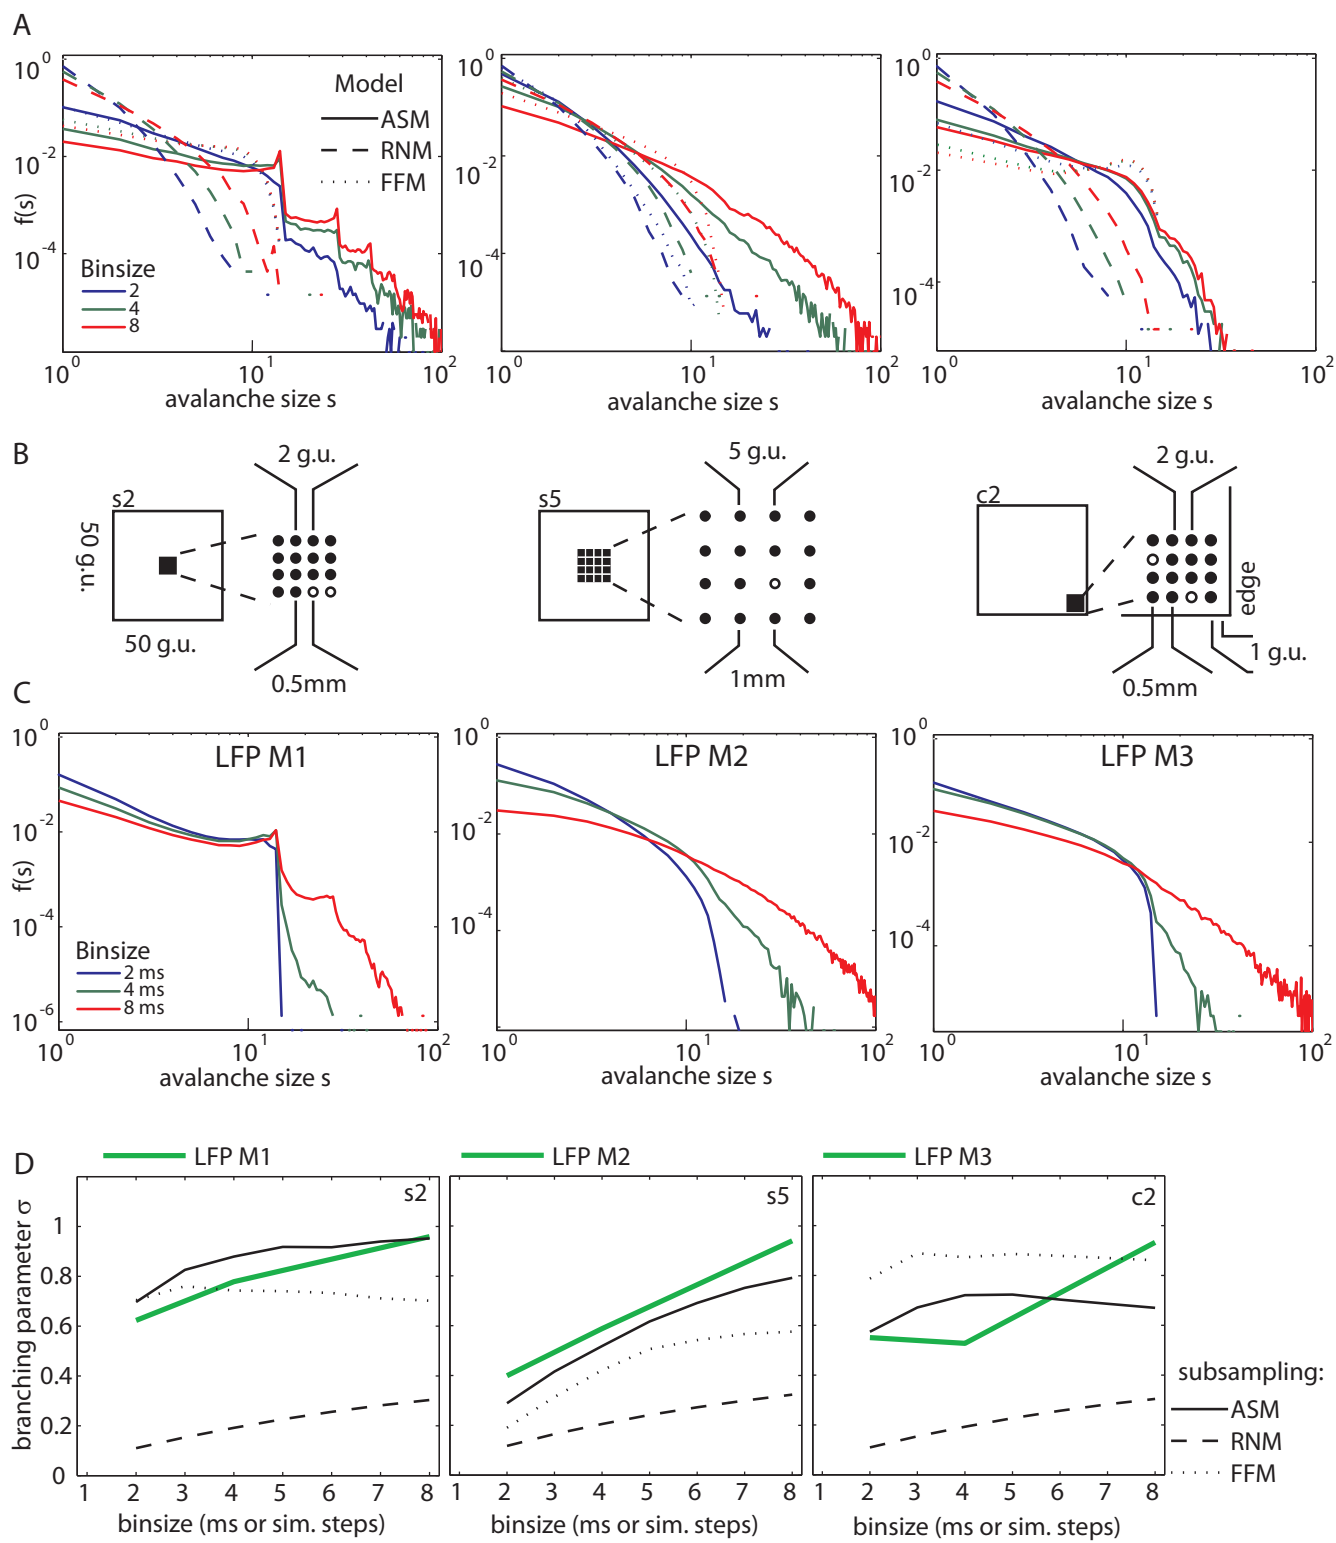 A
10^0
10^-2
10^-4
f(s)
Model
ASM
RNM
FFM
Binsize
2
4
8
10^0
10^1
10^2
avalanche size s
10^0
10^-2
10^-4
10^0
10^1
10^2
avalanche size s
10^0
10^-2
10^-4
10^0
10^1
10^2
avalanche size s
B
s2
50 g.u.
50 g.u.
2 g.u.
0.5mm
s5
5 g.u.
1mm
c2
2 g.u.
edge
1 g.u.
0.5mm
C
LFP M1
10^0
10^-2
10^-4
10^-6
f(s)
Binsize
2 ms
4 ms
8 ms
10^0
10^1
10^2
avalanche size s
LFP M2
10^0
10^-2
10^-4
10^0
10^1
10^2
avalanche size s
LFP M3
10^0
10^-2
10^-4
10^0
10^1
10^2
avalanche size s
D
LFP M1
s2
branching parameter σ
1
0.8
0.6
0.4
0.2
0
1 2 3 4 5 6 7 8
binsize (ms or sim. steps)
LFP M2
s5
1 2 3 4 5 6 7 8
binsize (ms or sim. steps)
LFP M3
c2
1 2 3 4 5 6 7 8
binsize (ms or sim. steps)
subsampling:
ASM
RNM
FFM